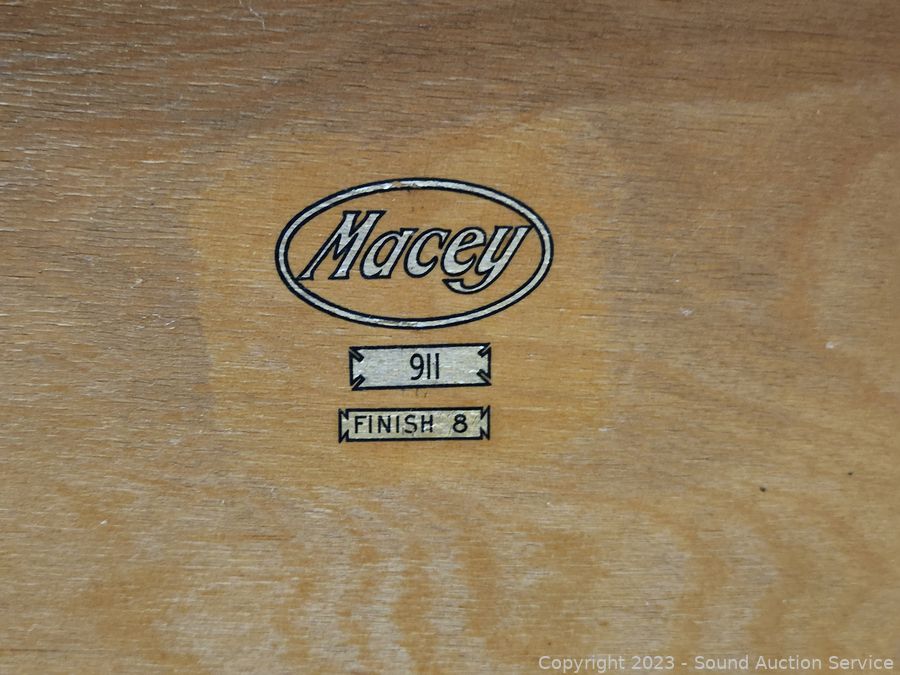 Macey
911
FINISH 8
Copyright 2023 - Sound Auction Service